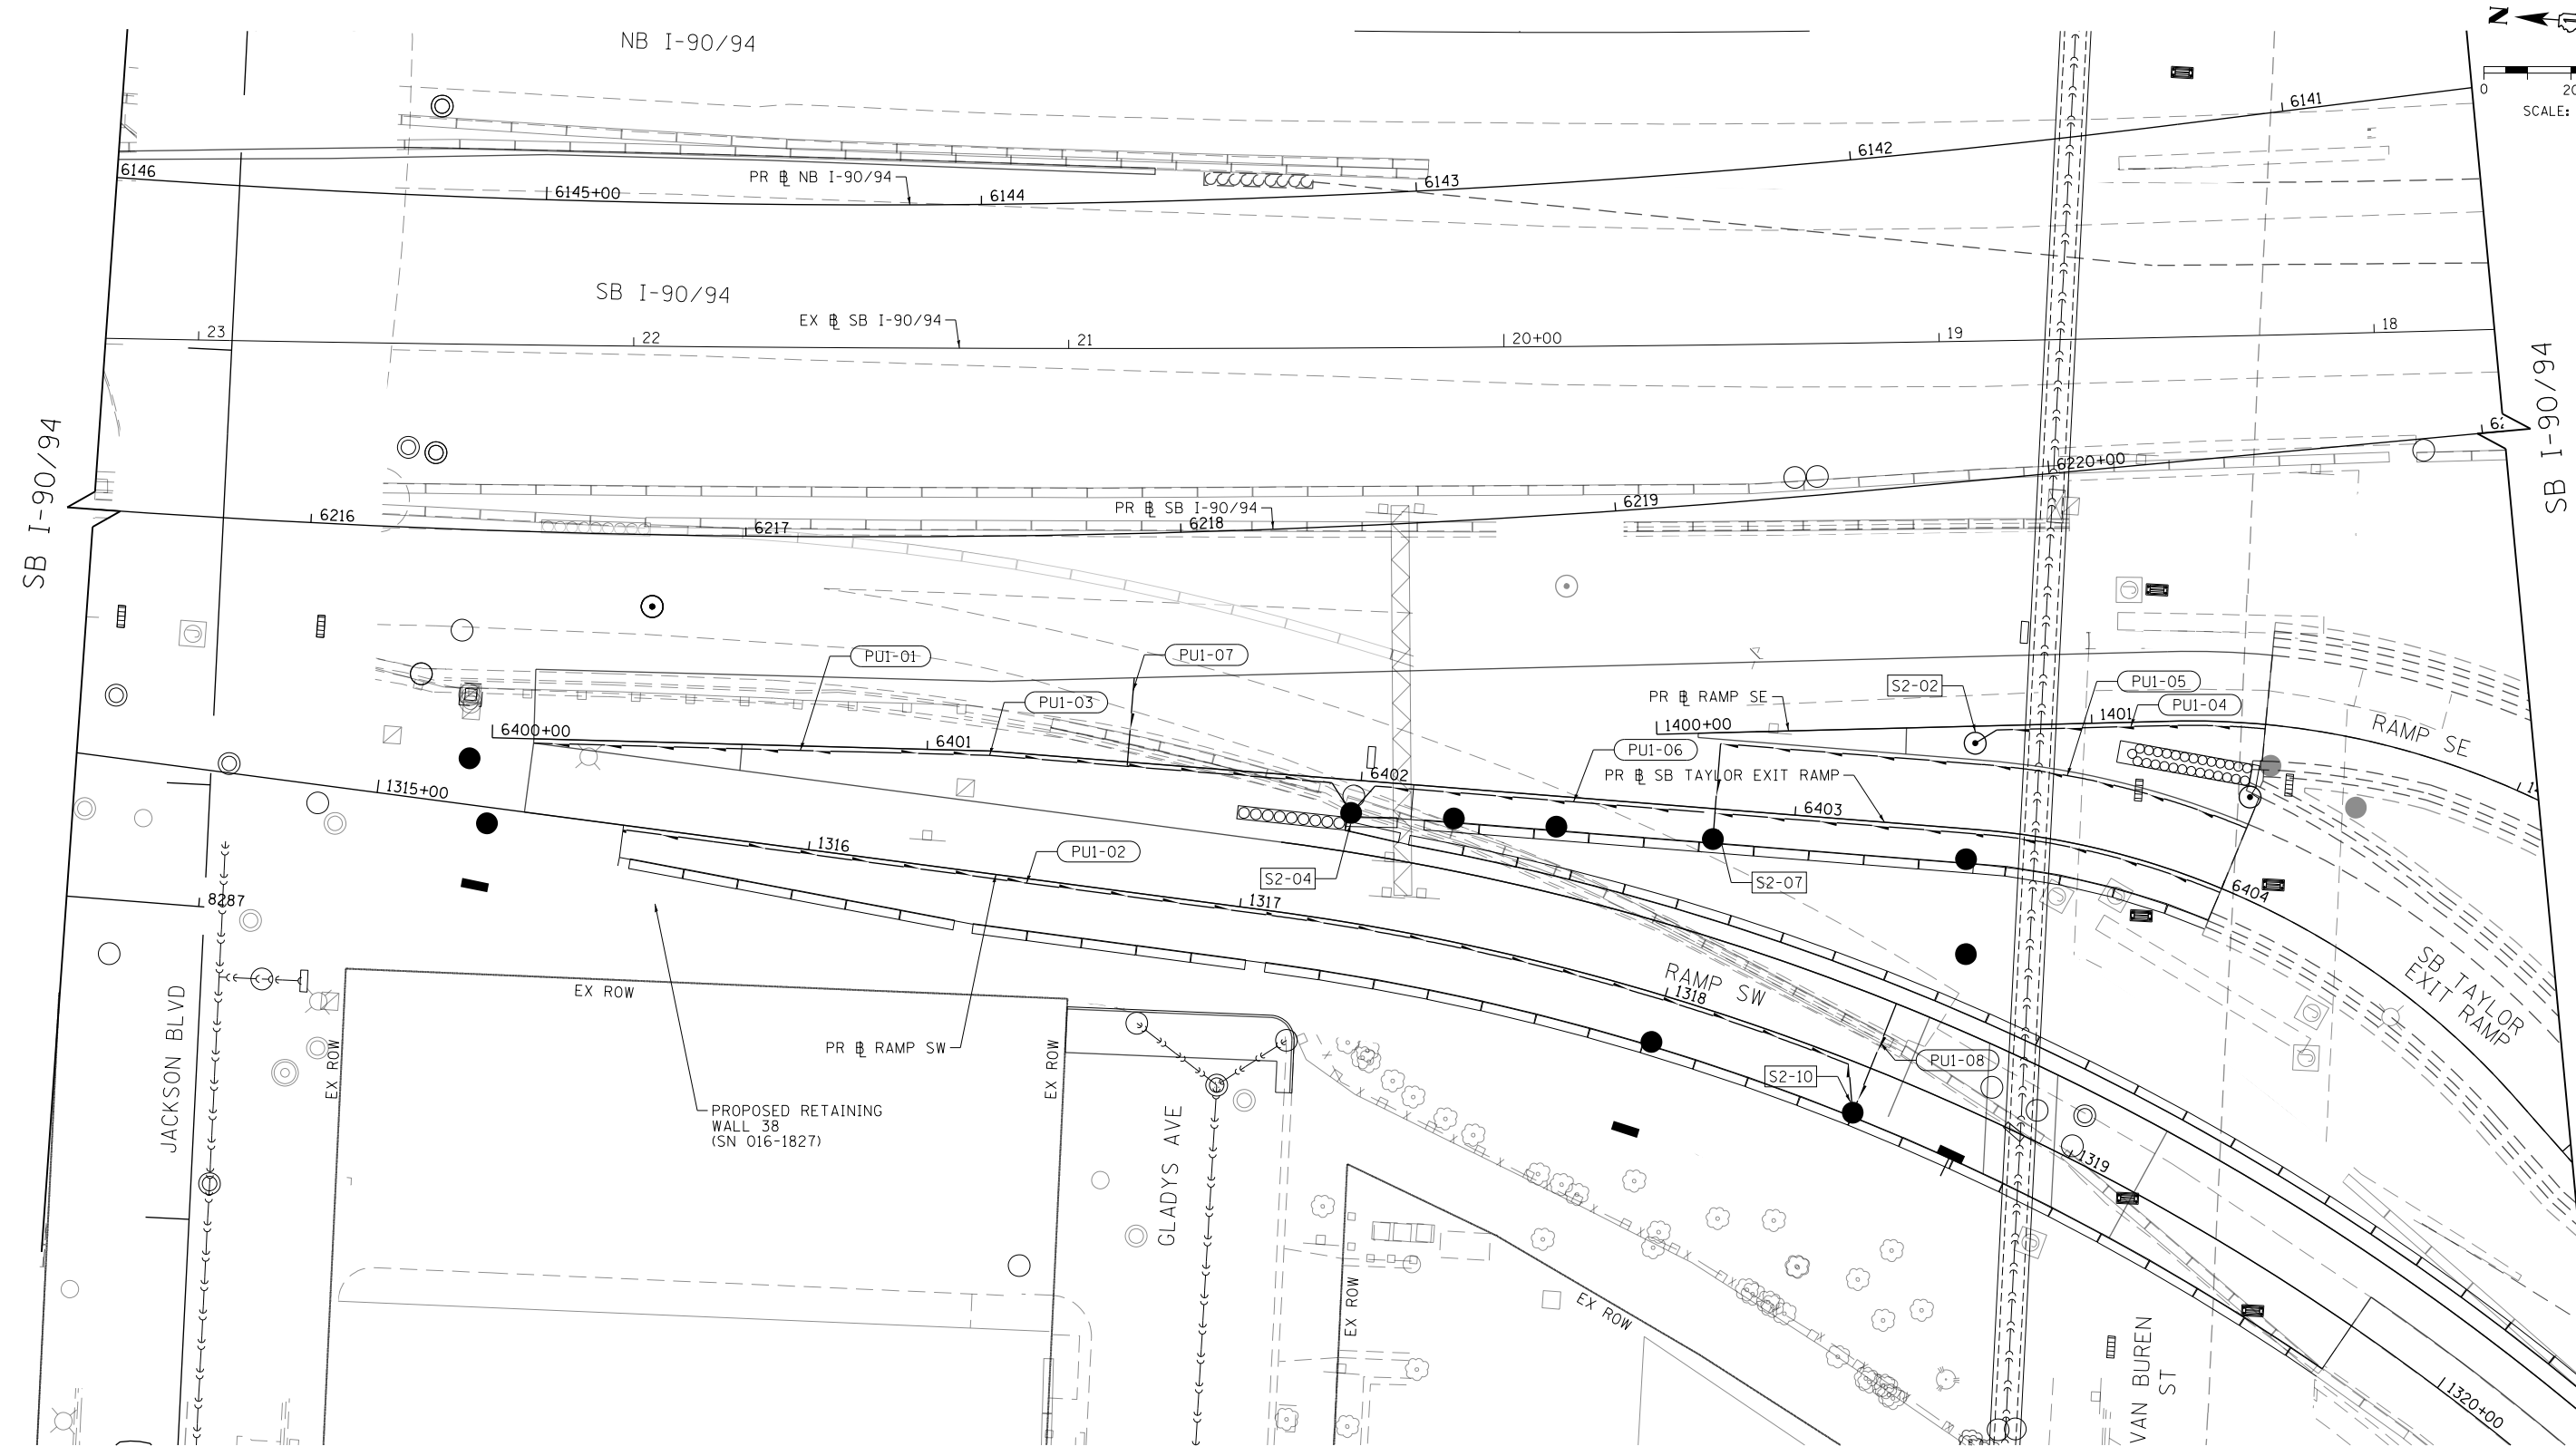 NB I-90/94
N
0
SCALE:
6141
6142
6146
6145+00
PR BL NB I-90/94
6144
6143
SB I-90/94
EX BL SB I-90/94
23
22
21
20+00
19
18
SB I-90/94
SB I-90/94
6216
6217
PR BL SB I-90/94
6218
6219
6220+00
PU1-01
PU1-07
PU1-03
6400+00
6401
6402
PR BL RAMP SE
1400+00
S2-02
PU1-05
1401
PU1-04
RAMP SE
PU1-06
PR BL SB TAYLOR EXIT RAMP
6403
6404
1315+00
1316
PU1-02
S2-04
S2-07
1317
8287
RAMP SW
1318
SB TAYLOR
EXIT RAMP
EX ROW
PR BL RAMP SW
PU1-08
S2-10
JACKSON BLVD
EX ROW
EX ROW
PROPOSED RETAINING
WALL 38
(SN 016-1827)
GLADYS AVE
1319
EX ROW
EX ROW
VAN BUREN
ST
1320+00